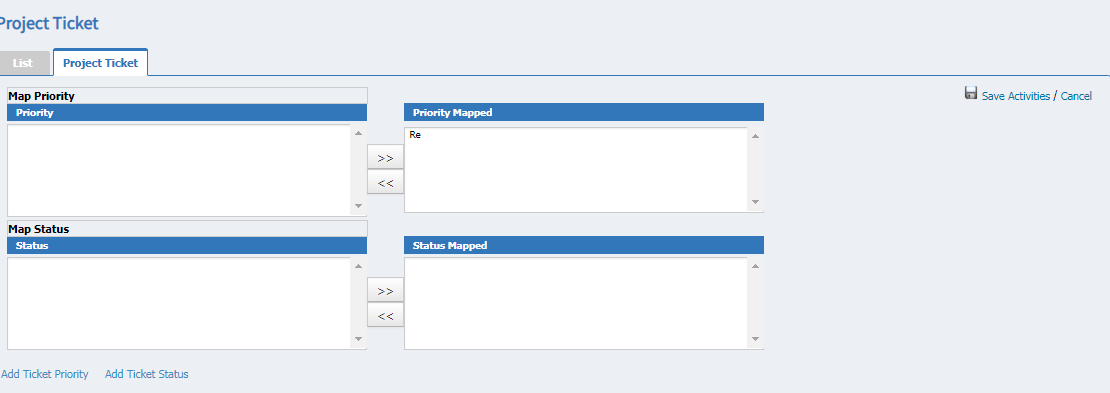 Project Ticket
List
Project Ticket
Save Activities / Cancel
Map Priority
Priority
Priority Mapped
Re
>>
<<
Map Status
Status
Status Mapped
>>
<<
Add Ticket Priority
Add Ticket Status